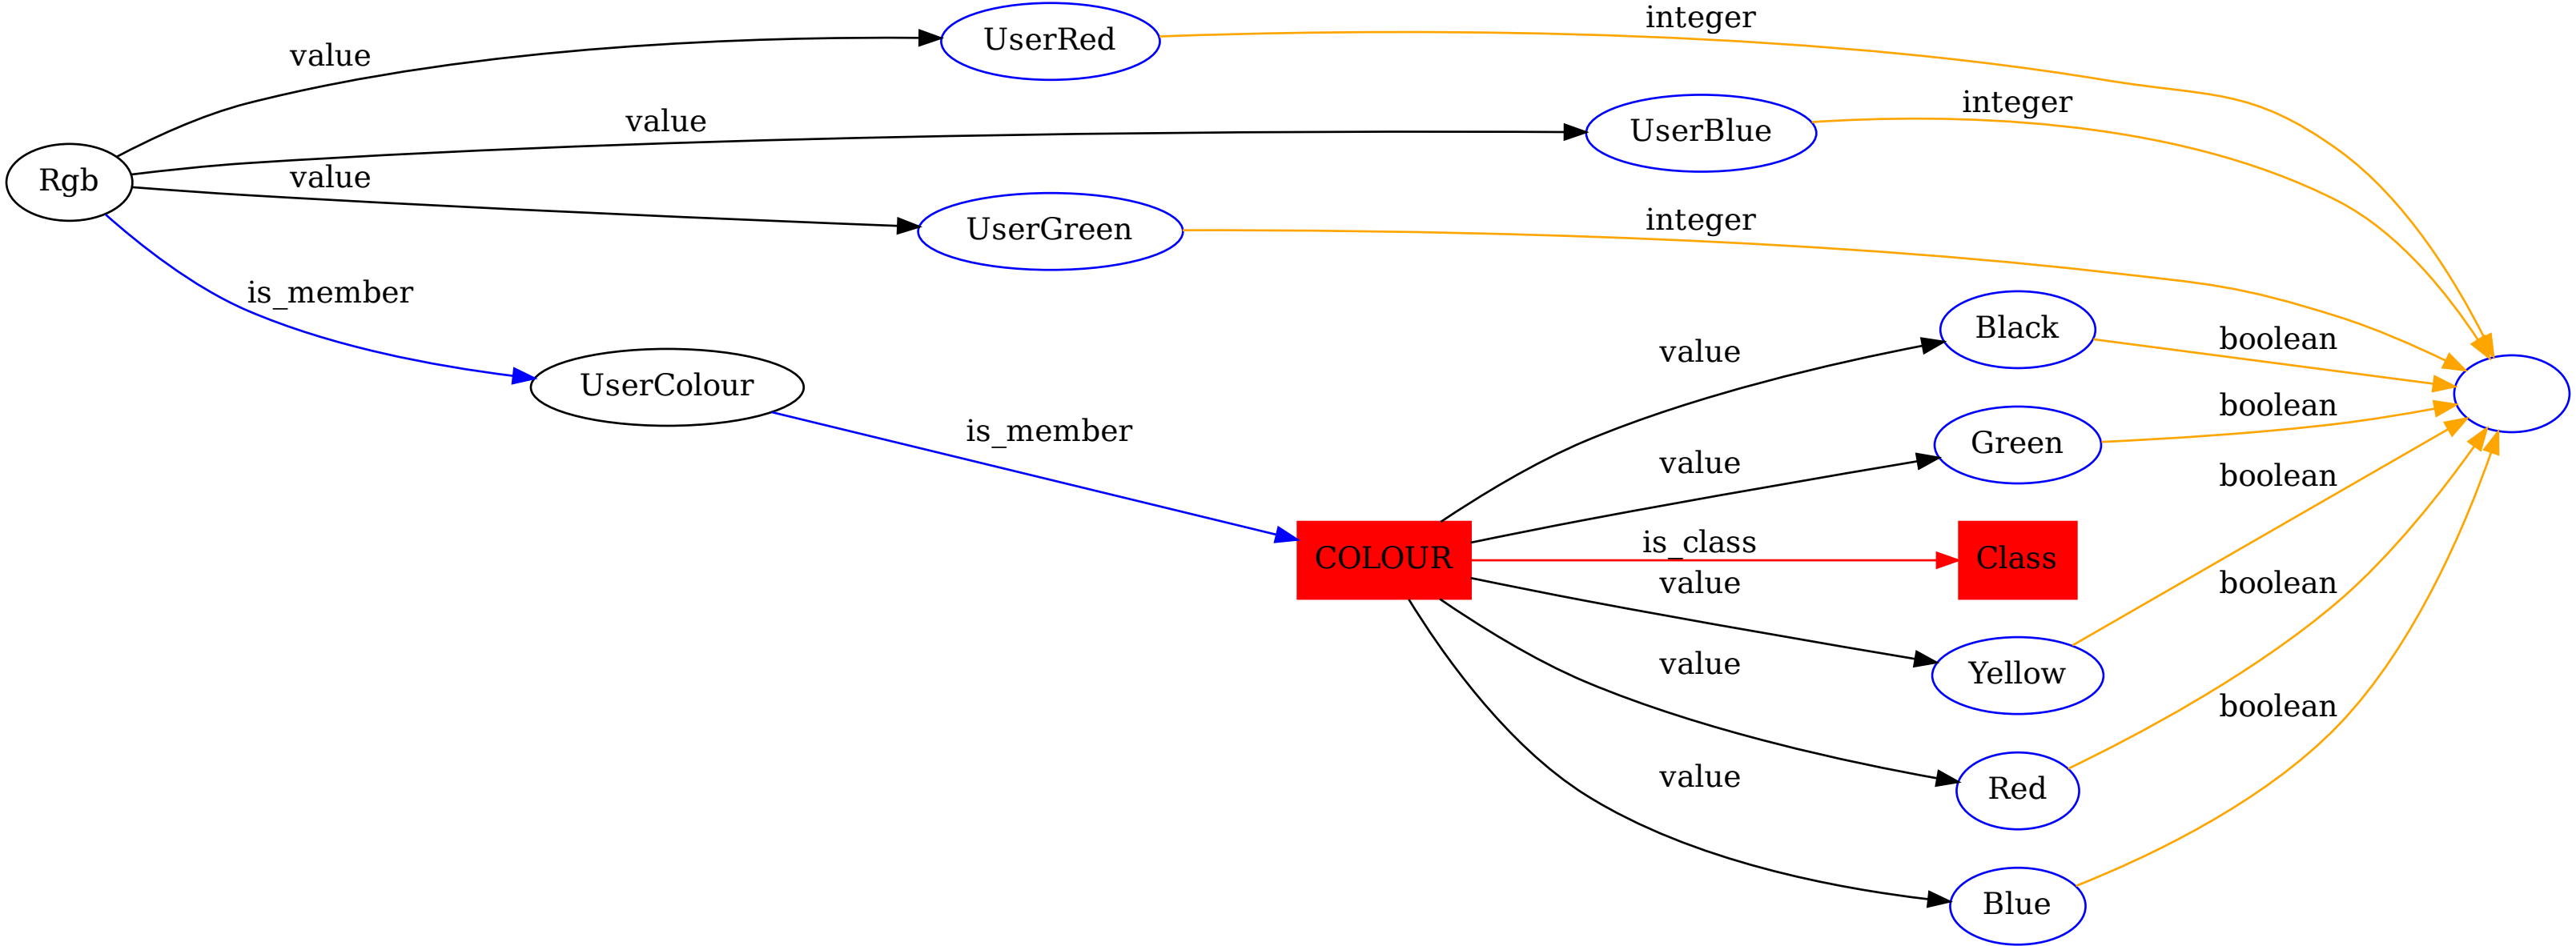 integer
UserRed
value
integer
value
UserBlue
Rgb
value
integer
UserGreen
is_member
Black
boolean
value
UserColour
boolean
is_member
Green
value
boolean
is_class
COLOUR
Class
value
boolean
value
Yellow
boolean
value
Red
Blue